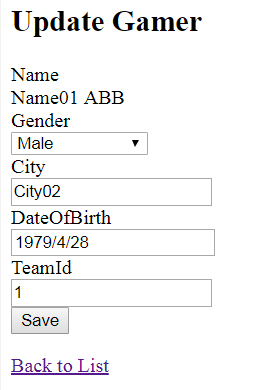 Update Gamer
Name
Name01 ABB
Gender
Male
City
City02
DateOfBirth
1979/4/28
TeamId
1
Save
Back to List